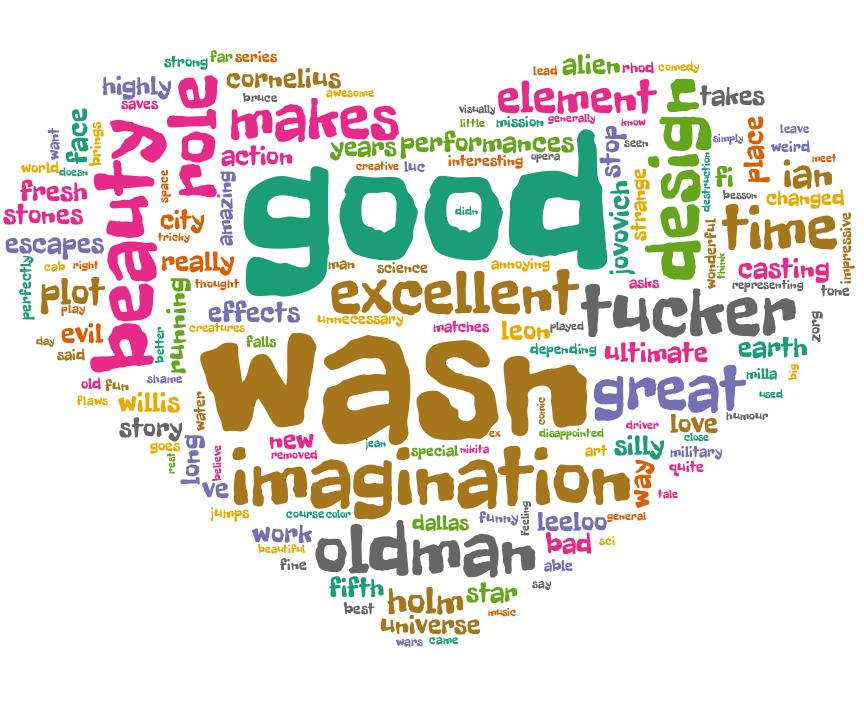 strong far series
highly cornelius
saves bruce awesome
role makes
lead alien rhod comedy
element takes
visually
little mission generally know
want face brings
beauty
years performances
stop seen
design
simply place leave
weird
world doesn
action creative luc interesting opera
fresh space amazing
good
didn
jovovich strange destruction fi ian meet
besson changed
stones city
tricky
wonderful time impressive
escapes
perfectly cab right really man science annoying think casting
thought asks representing tone
plot play running excellent tucker zorg
effects unnecessary
evil creatures matches leon played
day said better falls wasn depending ultimate earth
old fun shame great milla big
used
flaws willis water comic humour
story new ex disappointed driver love
goes long removed jean close
rest believe special nikita art silly military
quite
ve imagination way tale
jumps course color dallas funny feeling leeloo general
work oldman bad sci
beautiful
fine able
fifth say
best holm star
music
universe
wars came